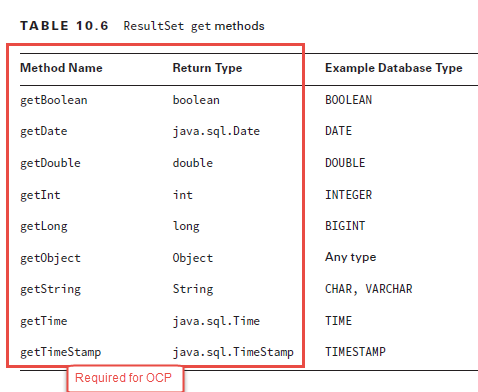 TABLE 10.6 ResultSet get methods
Method Name Return Type Example Database Type
getBoolean boolean BOOLEAN
getDate java.sql.Date DATE
getDouble double DOUBLE
getInt int INTEGER
getLong long BIGINT
getObject Object Any type
getString String CHAR, VARCHAR
getTime java.sql.Time TIME
getTimeStamp java.sql.TimeStamp TIMESTAMP
Required for OCP